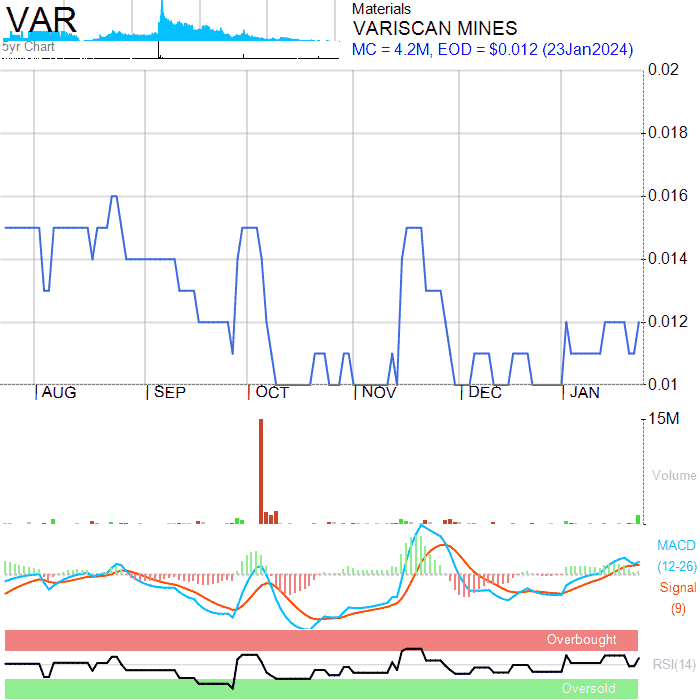 VAR
5yr Chart
Materials
VARISCAN MINES
MC = 4.2M, EOD = $0.012 (23Jan2024)
0.02
0.018
0.016
0.014
0.012
0.01
AUG SEP OCT NOV DEC JAN
15M
Volume
MACD
(12-26)
Signal
(9)
Overbought
RSI(14)
Oversold